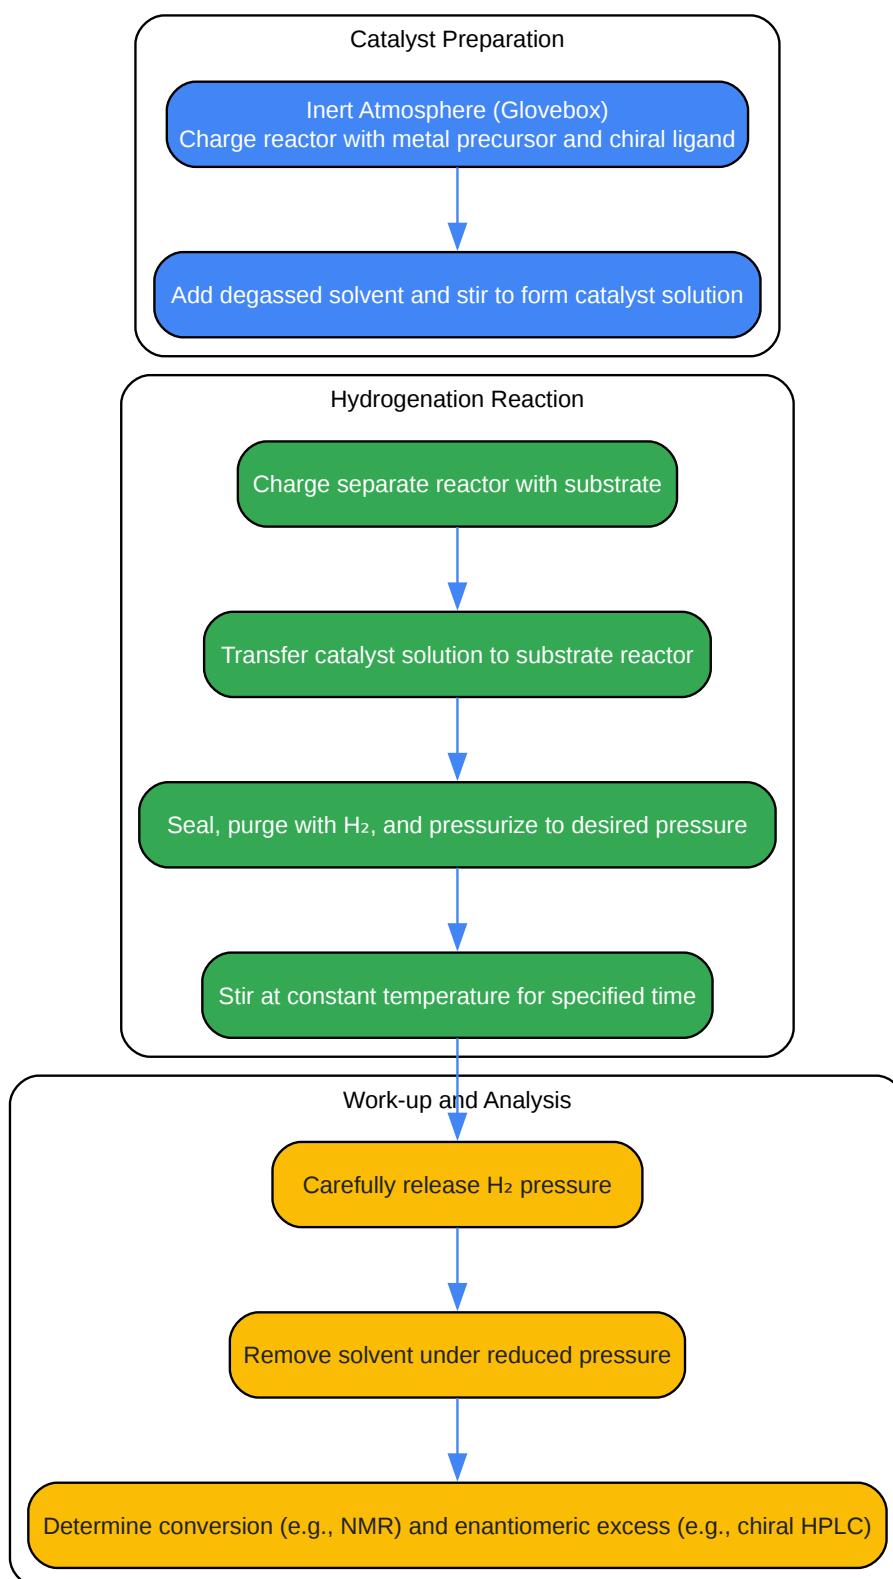 Catalyst Preparation
Inert Atmosphere (Glovebox)
Charge reactor with metal precursor and chiral ligand
Add degassed solvent and stir to form catalyst solution
Hydrogenation Reaction
Charge separate reactor with substrate
Transfer catalyst solution to substrate reactor
Seal, purge with H₂, and pressurize to desired pressure
Stir at constant temperature for specified time
Work-up and Analysis
Carefully release H₂ pressure
Remove solvent under reduced pressure
Determine conversion (e.g., NMR) and enantiomeric excess (e.g., chiral HPLC)